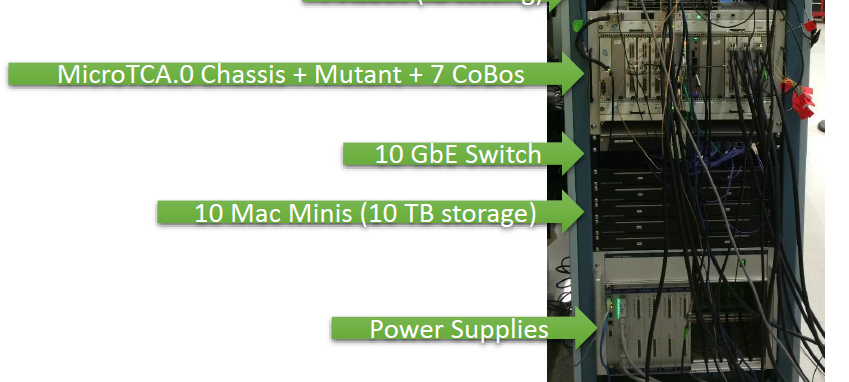 MicroTCA.0 Chassis + Mutant + 7 CoBos
10 GbE Switch
10 Mac Minis (10 TB storage)
Power Supplies